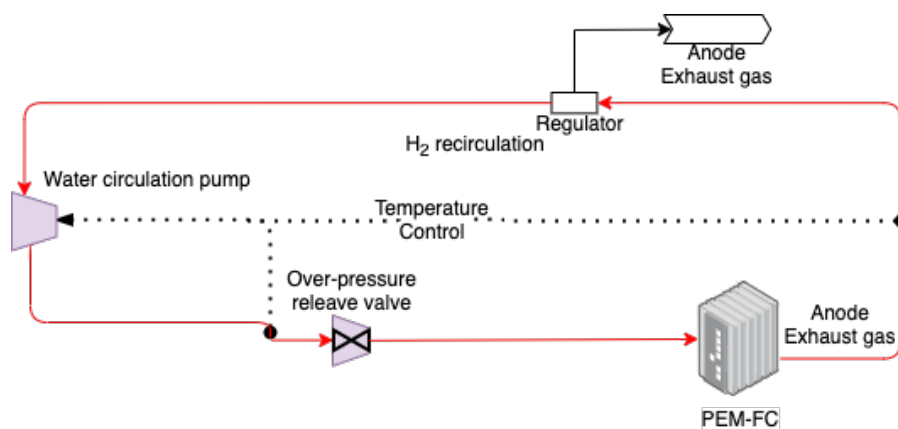 Anode
Exhaust gas
Regulator
H₂ recirculation
Water circulation pump
Temperature
Control
Over-pressure
releave valve
Anode
Exhaust gas
PEM-FC